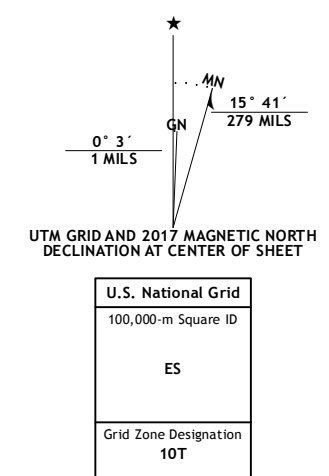 ★
MN
GN
15° 41´
279 MILS
0° 3´
1 MILS
UTM GRID AND 2017 MAGNETIC NORTH
DECLINATION AT CENTER OF SHEET
U.S. National Grid
100,000-m Square ID
ES
Grid Zone Designation
10T